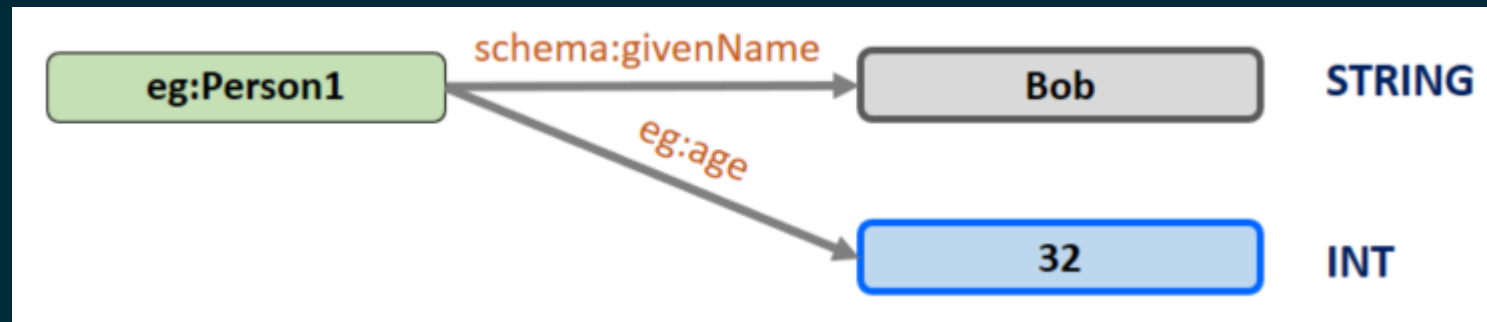 schema:givenName
eg:Person1
Bob
STRING
eg:age
32
INT